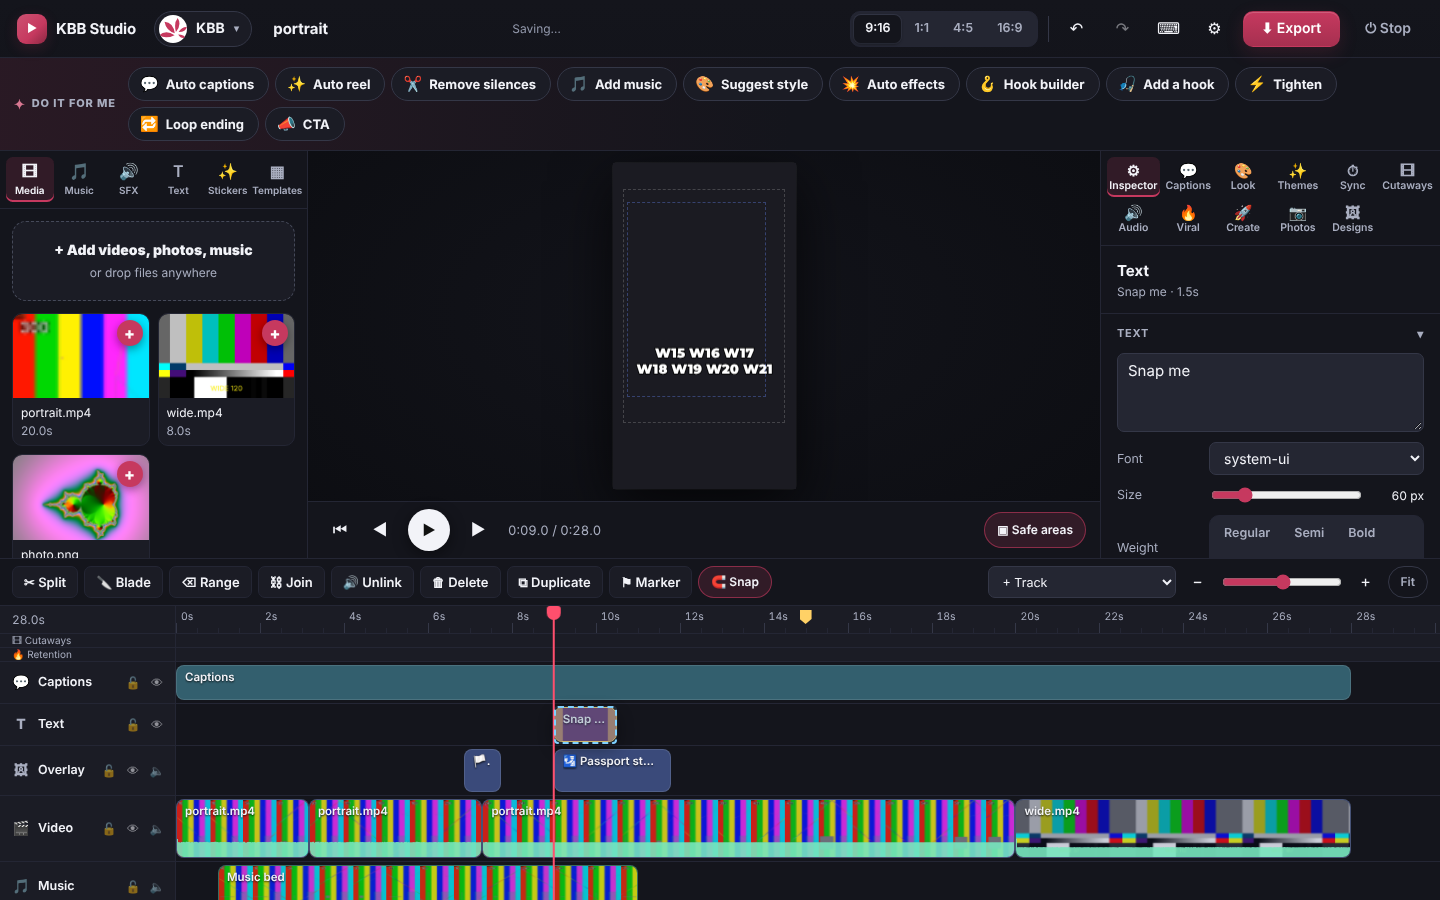 KBB Studio
KBB
portrait
Saving...
9:16 1:1 4:5 16:9
Export
Stop
DO IT FOR ME
Auto captions
Auto reel
Remove silences
Add music
Suggest style
Auto effects
Hook builder
Add a hook
Tighten
Loop ending
CTA
Media
Music
SFX
Text
Stickers
Templates
+ Add videos, photos, music
or drop files anywhere
portrait.mp4
20.0s
wide.mp4
8.0s
photo.png
W15 W16 W17
W18 W19 W20 W21
0:09.0 / 0:28.0
Safe areas
Inspector
Captions
Look
Themes
Sync
Cutaways
Audio
Viral
Create
Photos
Designs
Text
Snap me · 1.5s
TEXT
Snap me
Font
system-ui
Size
60 px
Weight
Regular Semi Bold
Split
Blade
Range
Join
Unlink
Delete
Duplicate
Marker
Snap
+ Track
Fit
28.0s
0s 2s 4s 6s 8s 10s 12s 14s 16s 18s 20s 22s 24s 26s 28s
Cutaways
Retention
Captions
Captions
Text
Snap ...
Overlay
Passport st...
Video
portrait.mp4
portrait.mp4
portrait.mp4
wide.mp4
Music
Music bed